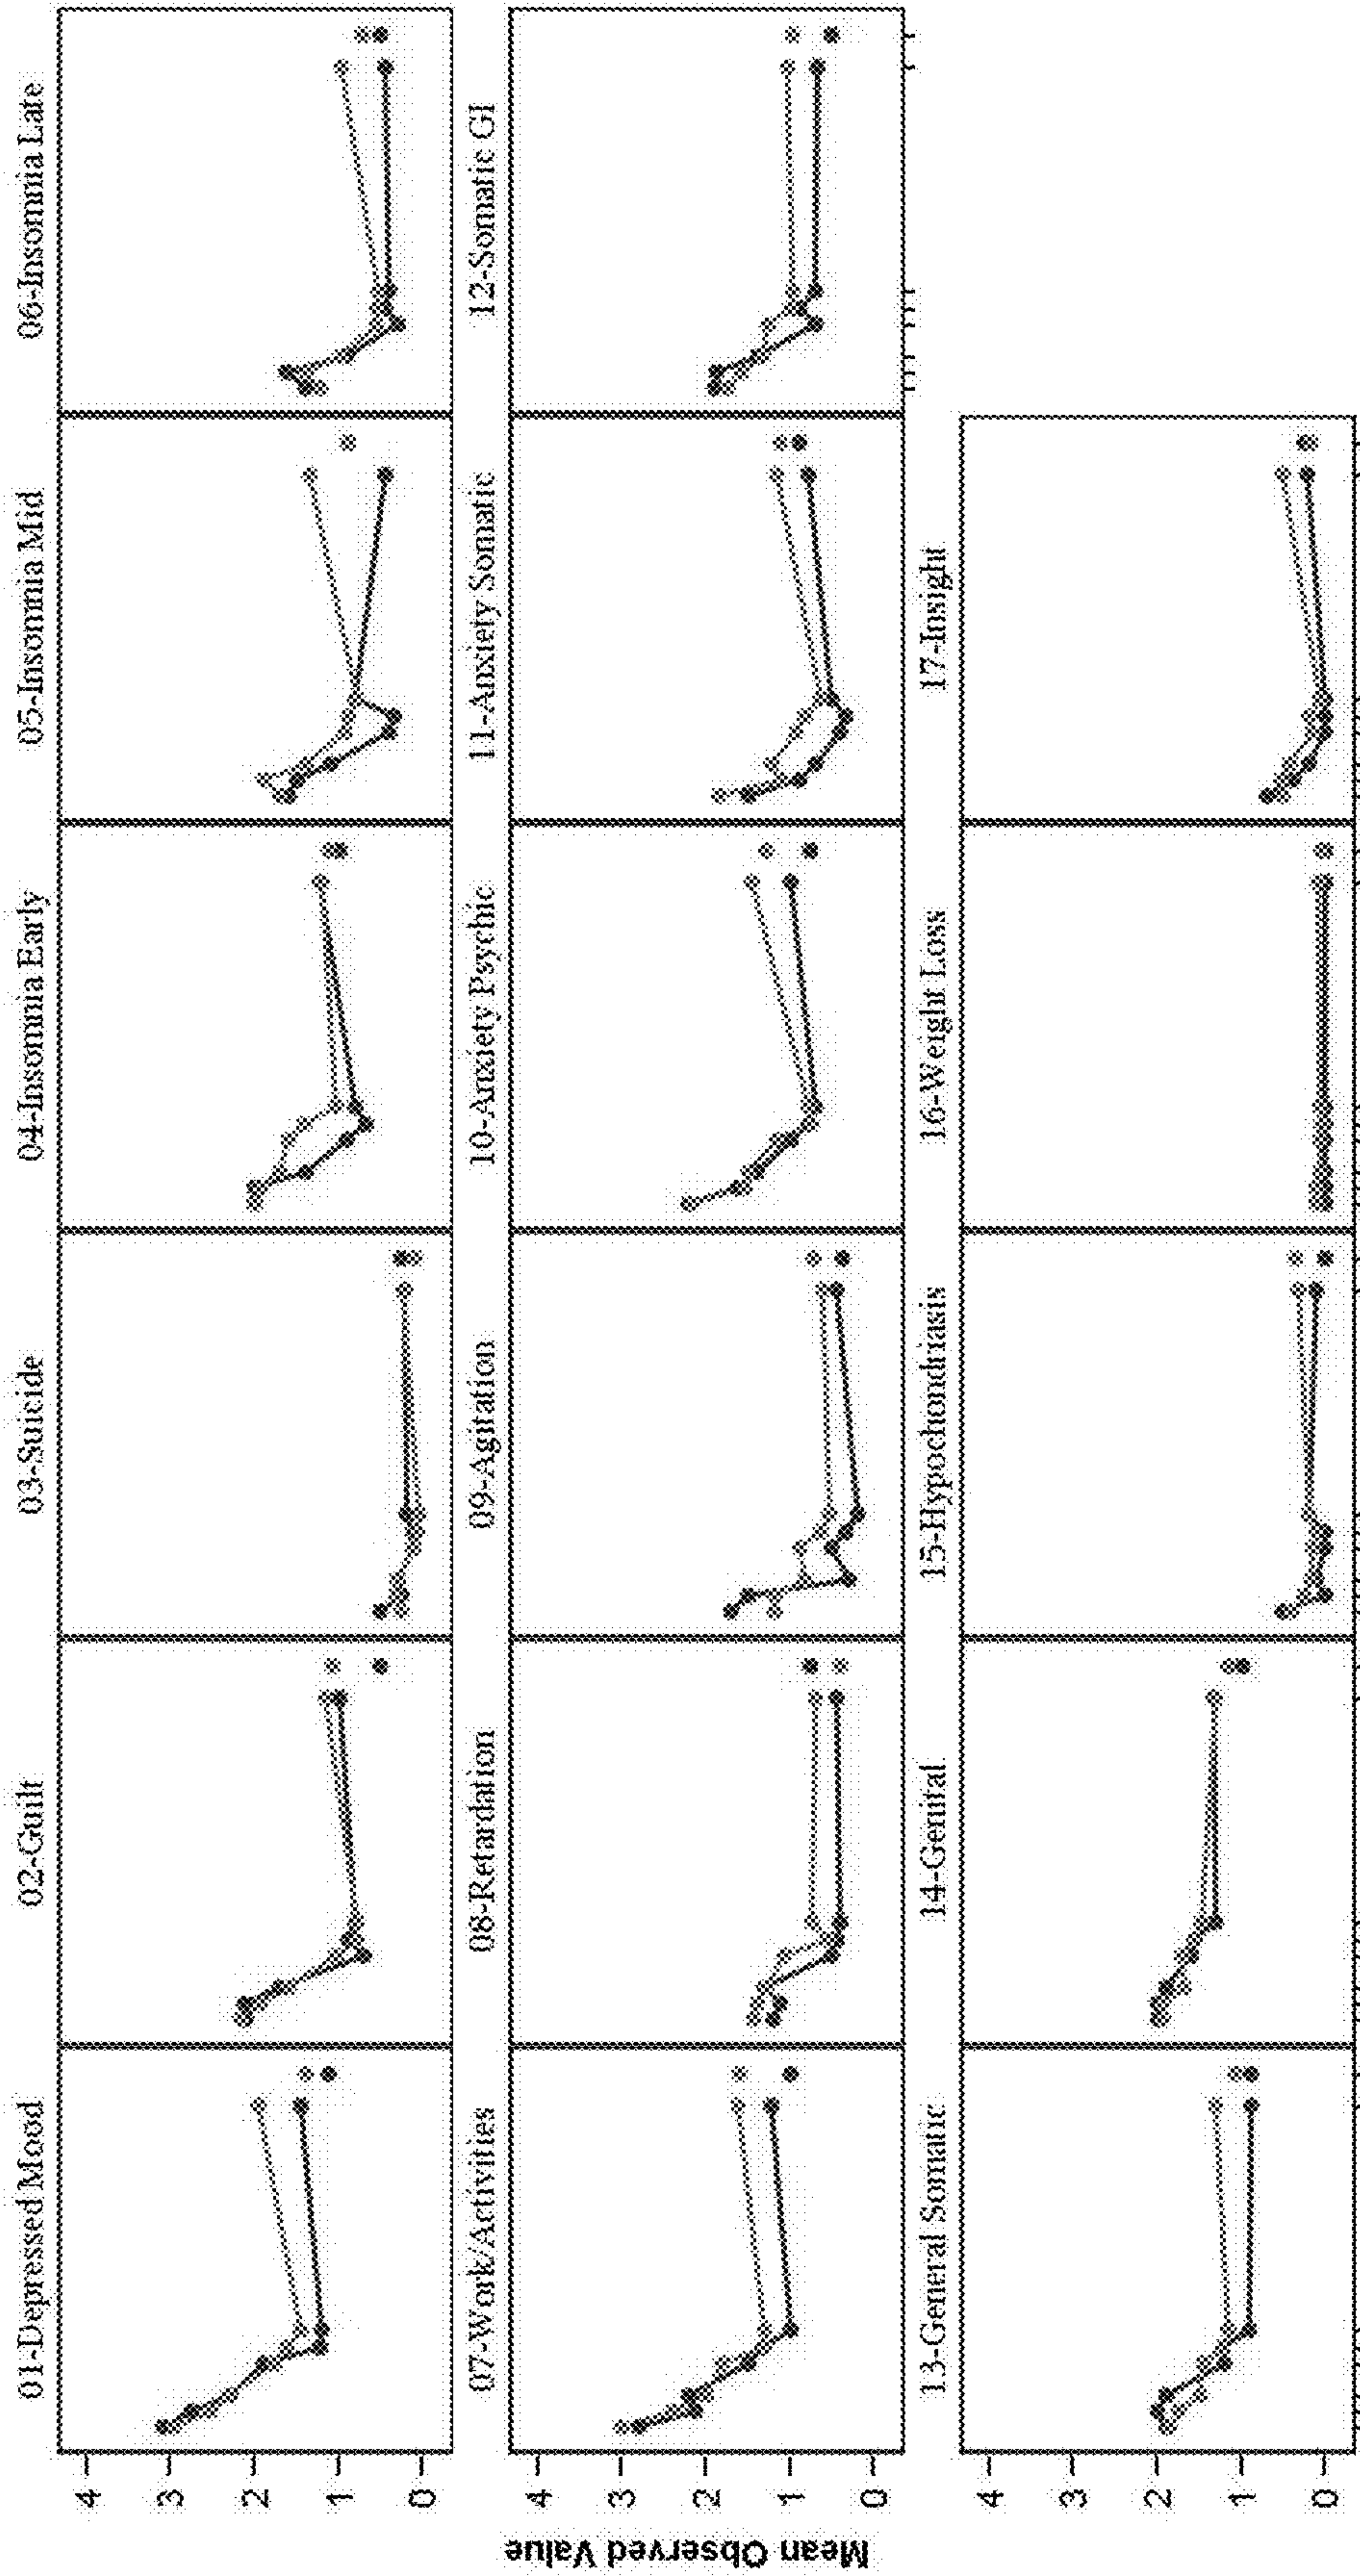 01-Depressed Mood
02-Guilt
03-Suicide
04-Insomnia Early
05-Insomnia Mid
06-Insomnia Late
4
3
2
1
0
07-Work/Activities
08-Retardation
09-Agitation
10-Anxiety Psychic
11-Anxiety Somatic
12-Somatic GI
4
3
2
1
0
13-General Somatic
14-Genital
15-Hypochondriasis
16-Weight Loss
17-Insight
4
3
2
1
0
Mean Observed Value